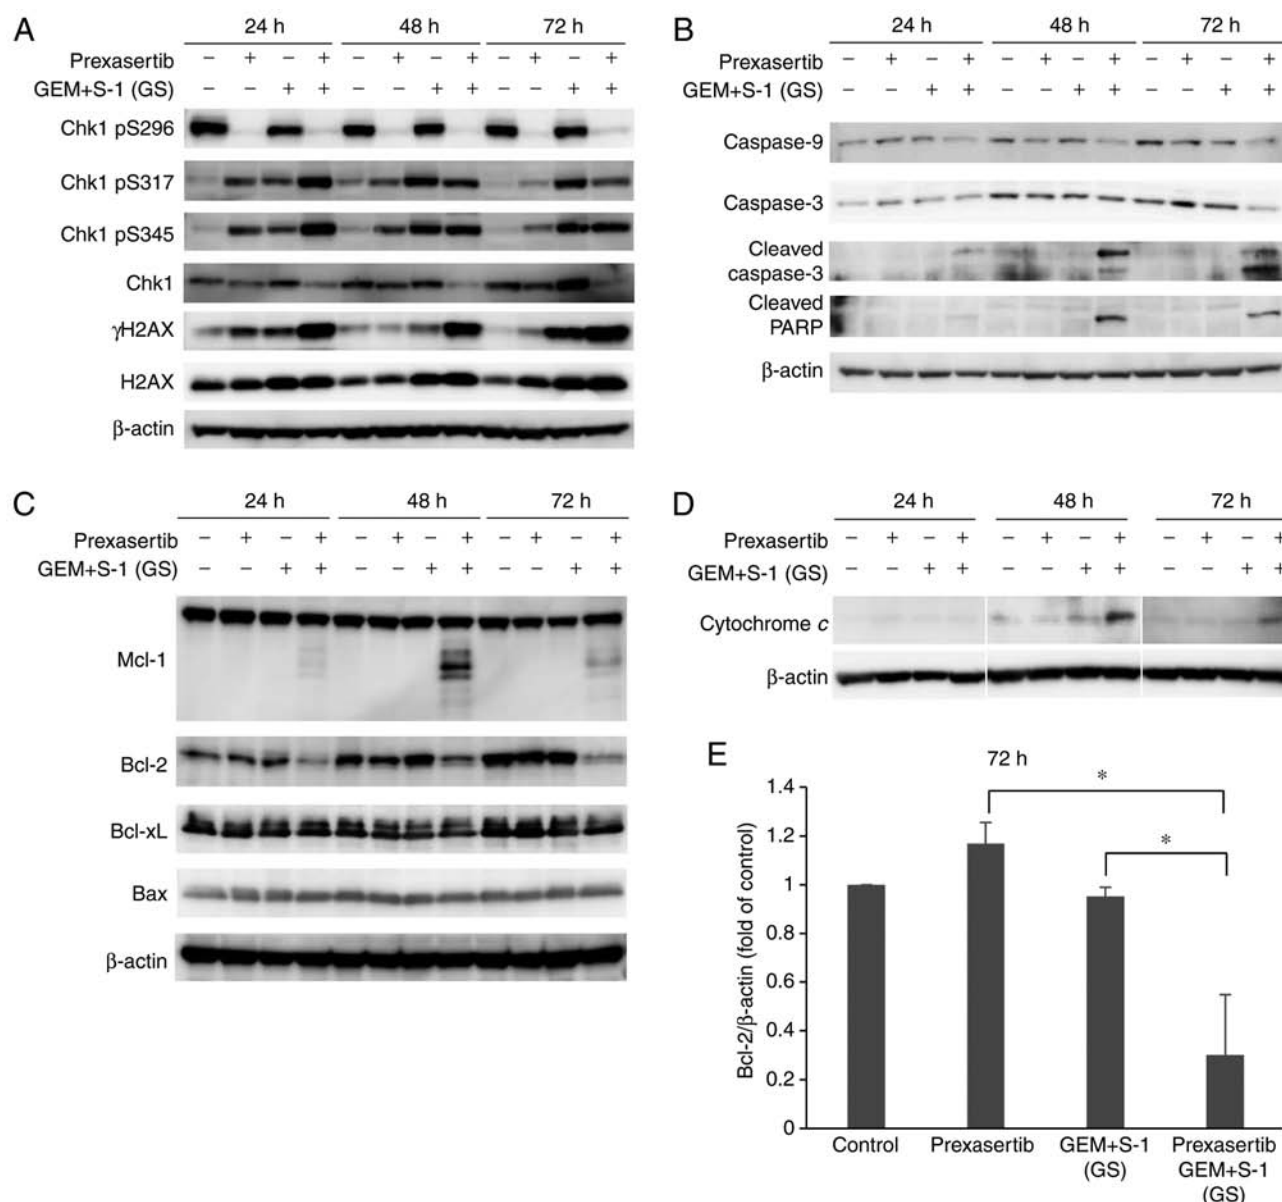 A
24 h 48 h 72 h
Prexasertib − + − + − + − + − + − +
GEM+S-1 (GS) − − + + − − + + − − + +
Chk1 pS296
Chk1 pS317
Chk1 pS345
Chk1
γH2AX
H2AX
β-actin
B
24 h 48 h 72 h
Prexasertib − + − + − + − + − + − +
GEM+S-1 (GS) − − + + − − + + − − + +
Caspase-9
Caspase-3
Cleaved
caspase-3
Cleaved
PARP
β-actin
C
24 h 48 h 72 h
Prexasertib − + − + − + − + − + − +
GEM+S-1 (GS) − − + + − − + + − − + +
Mcl-1
Bcl-2
Bcl-xL
Bax
β-actin
D
24 h 48 h 72 h
Prexasertib − + − + − + − + − + − +
GEM+S-1 (GS) − − + + − − + + − − + +
Cytochrome c
β-actin
E
72 h
Bcl-2/β-actin (fold of control)
1.4
1.2
1
0.8
0.6
0.4
0.2
0
*
*
Control Prexasertib GEM+S-1 Prexasertib
(GS) GEM+S-1
(GS)